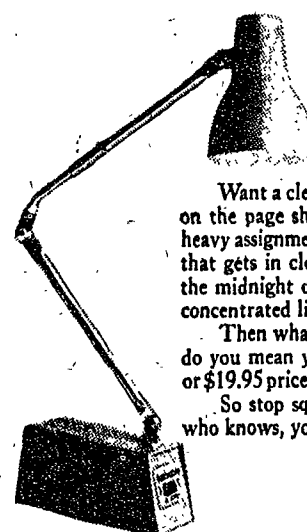 Want a cle
on the page sh
heavy assignme
that gets in clo
the midnight o
concentrated li
Then wha
do you mean y
or $19.95 price
So stop sq
who knows, yo